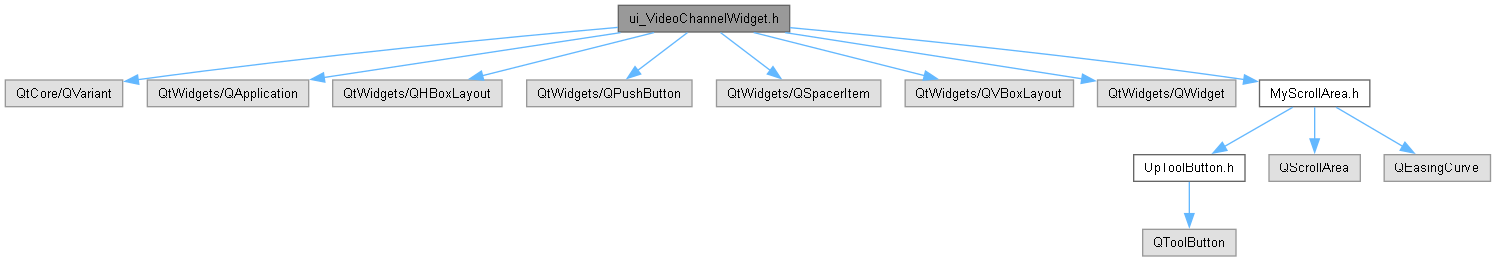 ui_VideoChannelWidget.h
QtCore/QVariant
QtWidgets/QApplication
QtWidgets/QHBoxLayout
QtWidgets/QPushButton
QtWidgets/QSpacerItem
QtWidgets/QVBoxLayout
QtWidgets/QWidget
MyScrollArea.h
UpToolButton.h
QScrollArea
QEasingCurve
QToolButton